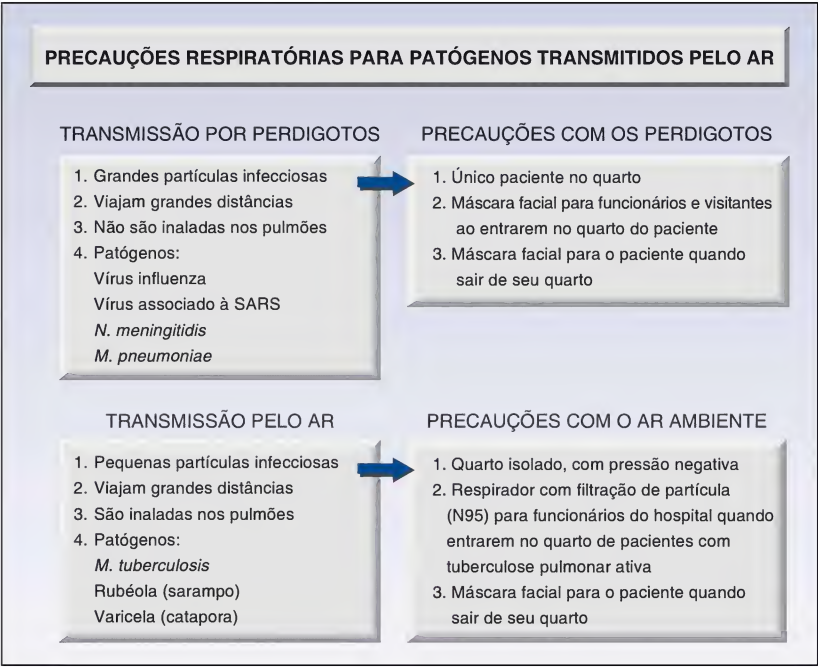 PRECAUÇÕES RESPIRATÓRIAS PARA PATÓGENOS TRANSMITIDOS PELO AR
TRANSMISSÃO POR PERDIGOTOS
1. Grandes partículas infecciosas
2. Viajam grandes distâncias
3. Não são inaladas nos pulmões
4. Patógenos:
Vírus influenza
Vírus associado à SARS
N. meningitidis
M. pneumoniae
PRECAUÇÕES COM OS PERDIGOTOS
1. Único paciente no quarto
2. Máscara facial para funcionários e visitantes
ao entrarem no quarto do paciente
3. Máscara facial para o paciente quando
sair de seu quarto
TRANSMISSÃO PELO AR
1. Pequenas partículas infecciosas
2. Viajam grandes distâncias
3. São inaladas nos pulmões
4. Patógenos:
M. tuberculosis
Rubéola (sarampo)
Varicela (catapora)
PRECAUÇÕES COM O AR AMBIENTE
1. Quarto isolado, com pressão negativa
2. Respirador com filtração de partícula
(N95) para funcionários do hospital quando
entrarem no quarto de pacientes com
tuberculose pulmonar ativa
3. Máscara facial para o paciente quando
sair de seu quarto